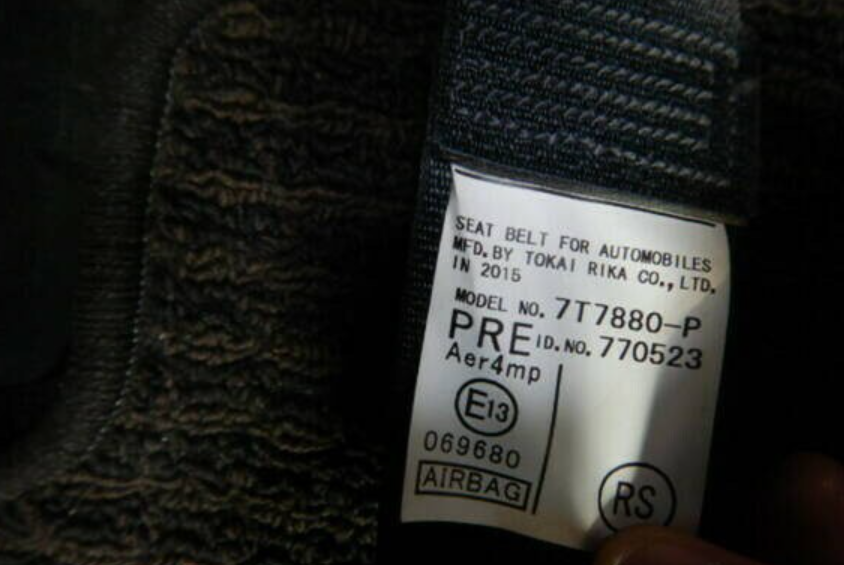 SEAT BELT FOR AUTOMOBILES
MFD. BY TOKAI RIKA CO., LTD.
IN 2015
MODEL NO. 7T7880-P
PRE ID. NO. 770523
Aer4mp
E13
069680
AIRBAG
RS